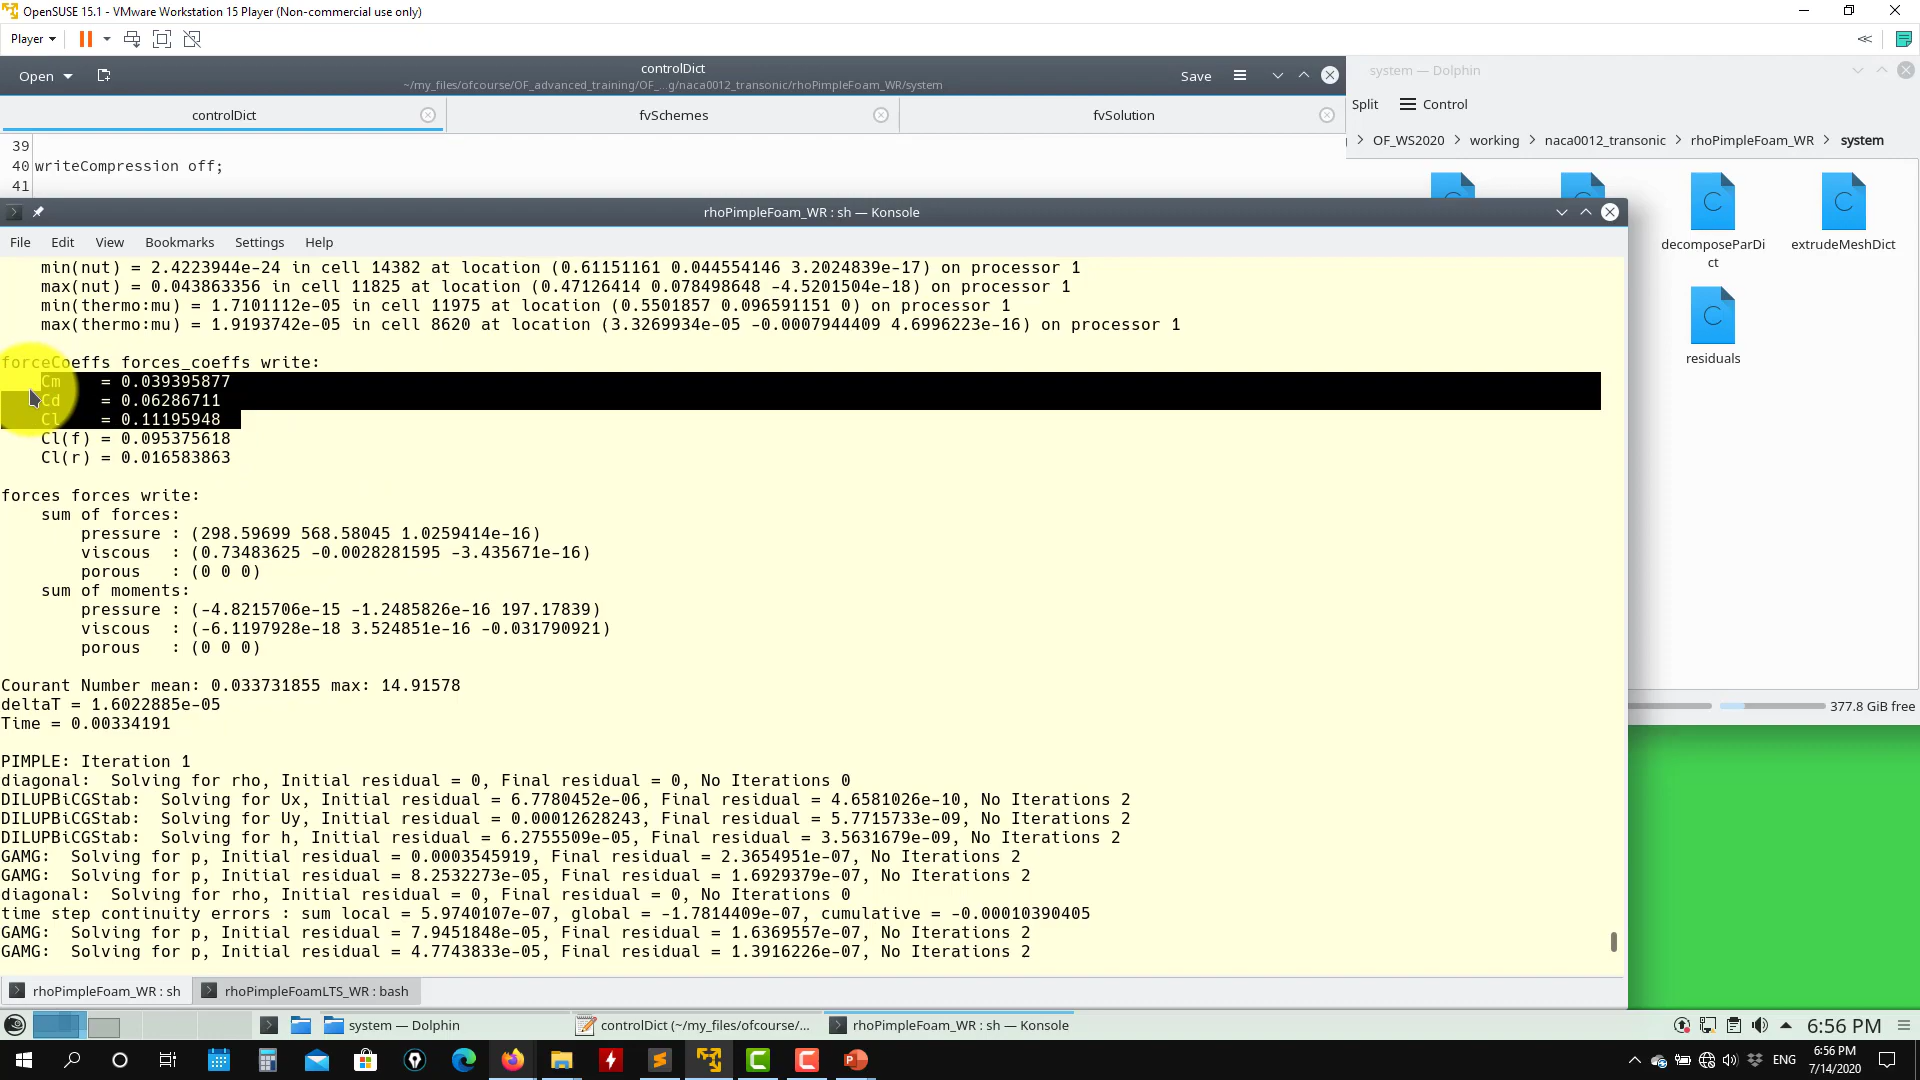 OpenSUSE 15.1 - VMware Workstation 15 Player (Non-commercial use only)
Player
Open
controlDict
~/my_files/ofcourse/OF_advanced_training/OF_...g/naca0012_transonic/rhoPimpleFoam_WR/system
Save
system — Dolphin
Split
Control
controlDict
fvSchemes
fvSolution
OF_WS2020 > working > naca0012_transonic > rhoPimpleFoam_WR > system
39
40 writeCompression off;
41
decomposeParDi
ct
extrudeMeshDict
residuals
377.8 GiB free
rhoPimpleFoam_WR : sh — Konsole
File Edit View Bookmarks Settings Help
min(nut) = 2.4223944e-24 in cell 14382 at location (0.61151161 0.044554146 3.2024839e-17) on processor 1
max(nut) = 0.043863356 in cell 11825 at location (0.47126414 0.078498648 -4.5201504e-18) on processor 1
min(thermo:mu) = 1.7101112e-05 in cell 11975 at location (0.5501857 0.096591151 0) on processor 1
max(thermo:mu) = 1.9193742e-05 in cell 8620 at location (3.3269934e-05 -0.0007944409 4.6996223e-16) on processor 1
forceCoeffs forces_coeffs write:
Cm = 0.039395877
Cd = 0.06286711
Cl = 0.11195948
Cl(f) = 0.095375618
Cl(r) = 0.016583863
forces forces write:
sum of forces:
pressure : (298.59699 568.58045 1.0259414e-16)
viscous : (0.73483625 -0.0028281595 -3.435671e-16)
porous : (0 0 0)
sum of moments:
pressure : (-4.8215706e-15 -1.2485826e-16 197.17839)
viscous : (-6.1197928e-18 3.524851e-16 -0.031790921)
porous : (0 0 0)
Courant Number mean: 0.033731855 max: 14.91578
deltaT = 1.6022885e-05
Time = 0.00334191
PIMPLE: Iteration 1
diagonal: Solving for rho, Initial residual = 0, Final residual = 0, No Iterations 0
DILUPBiCGStab: Solving for Ux, Initial residual = 6.7780452e-06, Final residual = 4.6581026e-10, No Iterations 2
DILUPBiCGStab: Solving for Uy, Initial residual = 0.00012628243, Final residual = 5.7715733e-09, No Iterations 2
DILUPBiCGStab: Solving for h, Initial residual = 6.2755509e-05, Final residual = 3.5631679e-09, No Iterations 2
GAMG: Solving for p, Initial residual = 0.0003545919, Final residual = 2.3654951e-07, No Iterations 2
GAMG: Solving for p, Initial residual = 8.2532273e-05, Final residual = 1.6929379e-07, No Iterations 2
diagonal: Solving for rho, Initial residual = 0, Final residual = 0, No Iterations 0
time step continuity errors : sum local = 5.9740107e-07, global = -1.7814409e-07, cumulative = -0.00010390405
GAMG: Solving for p, Initial residual = 7.9451848e-05, Final residual = 1.6369557e-07, No Iterations 2
GAMG: Solving for p, Initial residual = 4.7743833e-05, Final residual = 1.3916226e-07, No Iterations 2
rhoPimpleFoam_WR : sh
rhoPimpleFoamLTS_WR : bash
system — Dolphin
controlDict (~/my_files/ofcourse/...
rhoPimpleFoam_WR : sh — Konsole
6:56 PM
ENG
6:56 PM
7/14/2020